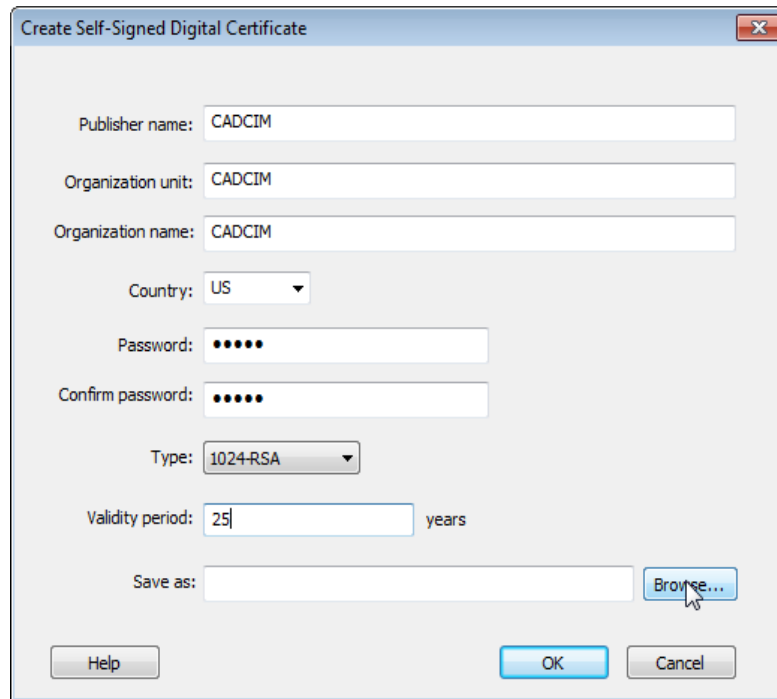 Create Self-Signed Digital Certificate
Publisher name: CADCIM
Organization unit: CADCIM
Organization name: CADCIM
Country: US
Password: •••••
Confirm password: •••••
Type: 1024-RSA
Validity period: 25 years
Save as: Browse...
Help OK Cancel